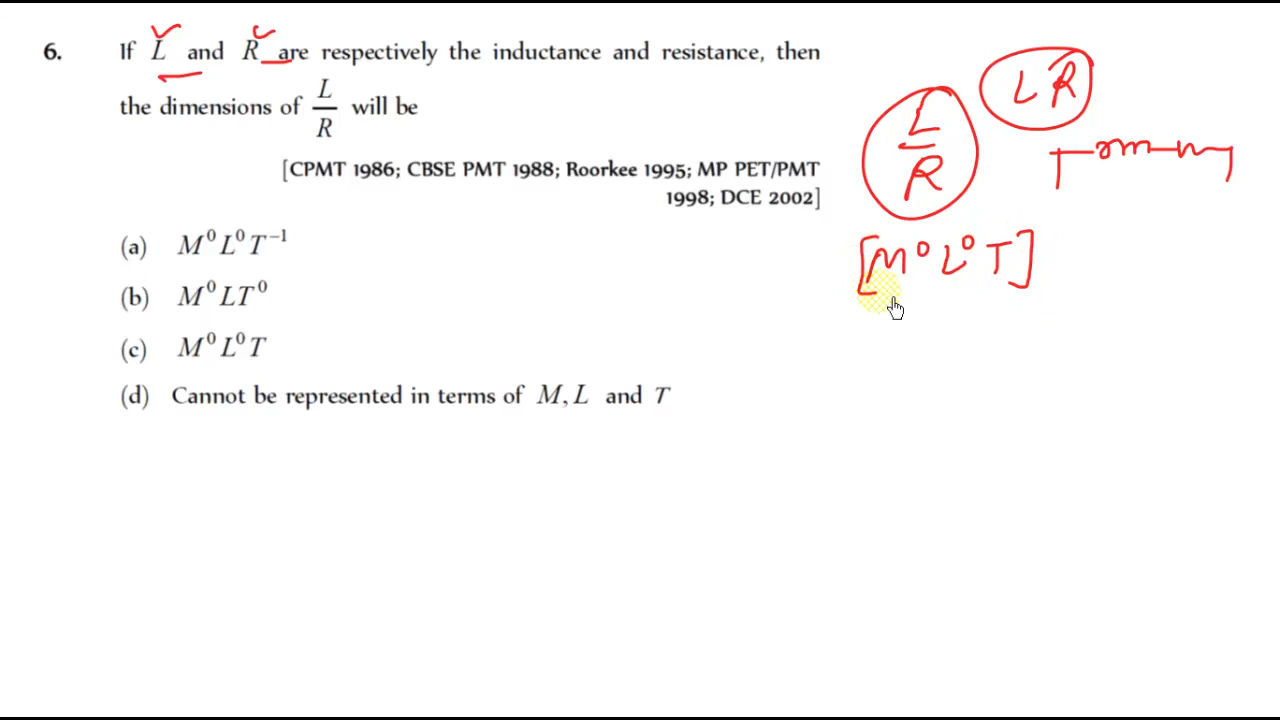 6. If L and R are respectively the inductance and resistance, then
the dimensions of L/R will be
[CPMT 1986; CBSE PMT 1988; Roorkee 1995; MP PET/PMT
1998; DCE 2002]
(a) M⁰L⁰T⁻¹
(b) M⁰LT⁰
(c) M⁰L⁰T
(d) Cannot be represented in terms of M, L and T
L R
L/R
[M⁰L⁰T]